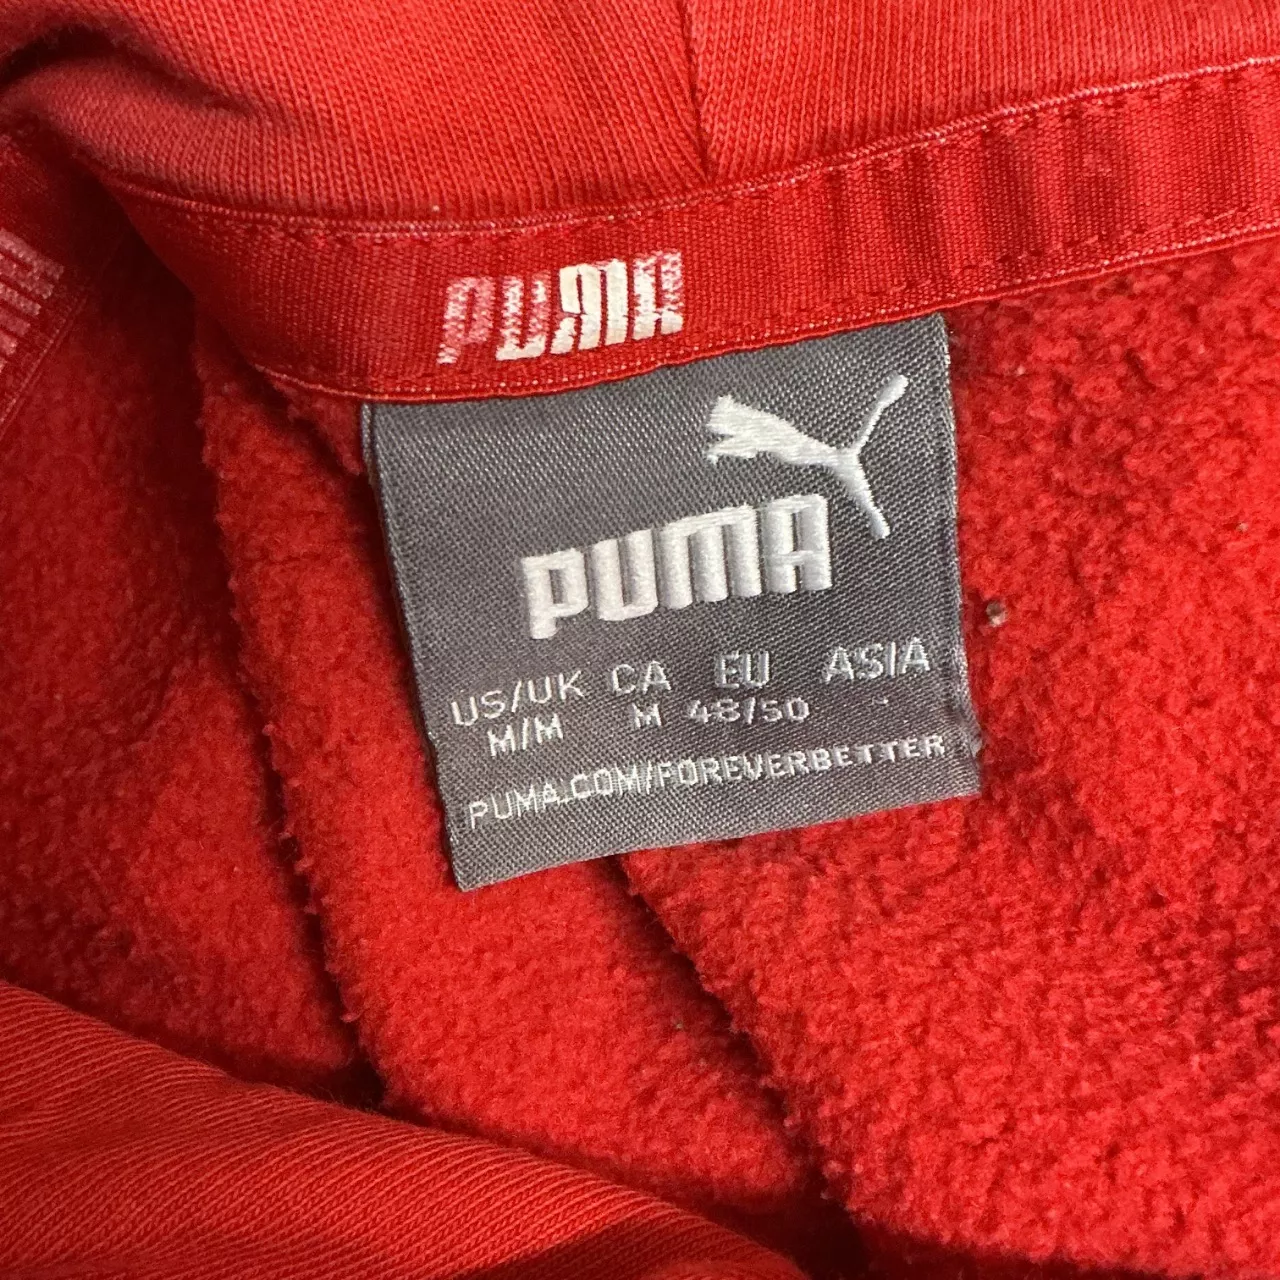 PUMA
PUMA
US/UK CA EU ASIA
M/M M 48/50 -
PUMA.COM/FOREVERBETTER